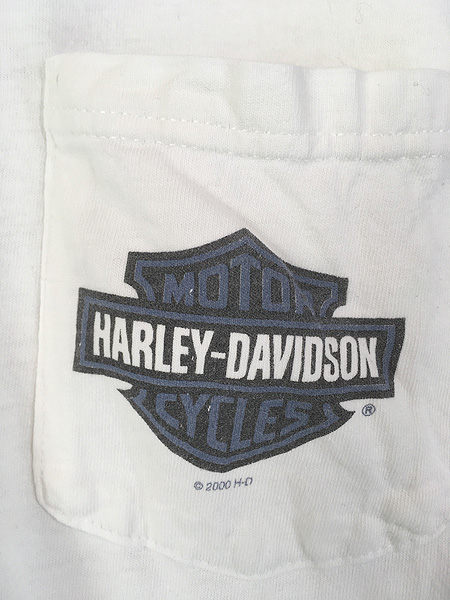 MOTOR
HARLEY-DAVIDSON
CYCLES
®
© 2000 H-D